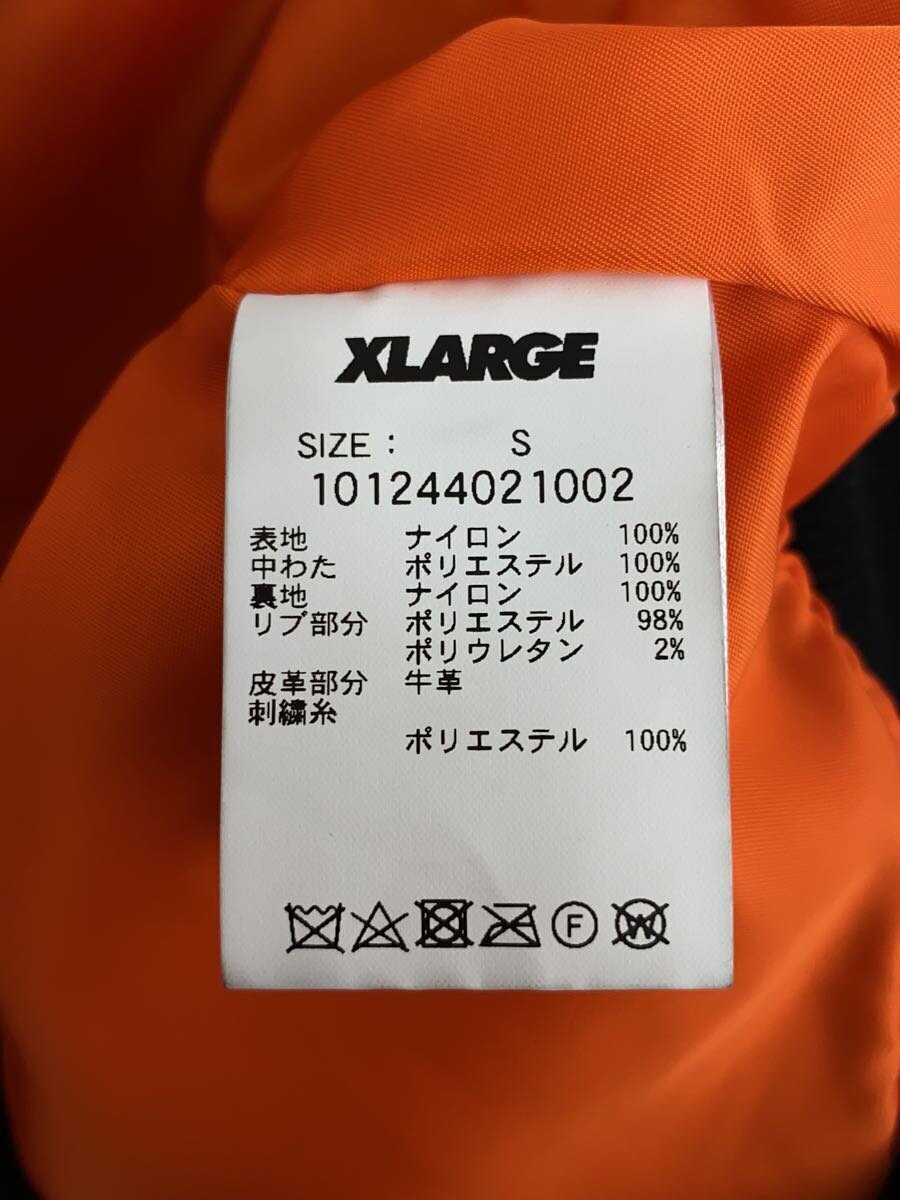 XLARGE
SIZE : S
101244021002
表地 ナイロン 100%
中わた ポリエステル 100%
裏地 ナイロン 100%
リブ部分 ポリエステル 98%
ポリウレタン 2%
皮革部分 牛革
刺繍糸
ポリエステル 100%
F
W